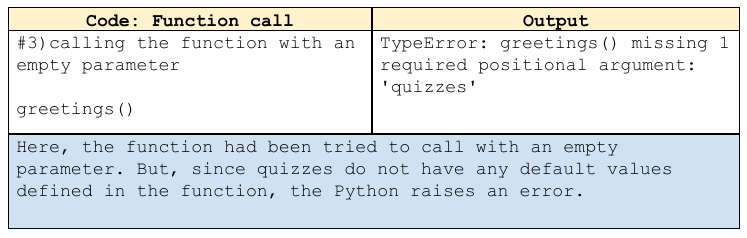 Code: Function call
Output
#3)calling the function with an
empty parameter
greetings()
TypeError: greetings() missing 1
required positional argument:
'quizzes'
Here, the function had been tried to call with an empty
parameter. But, since quizzes do not have any default values
defined in the function, the Python raises an error.